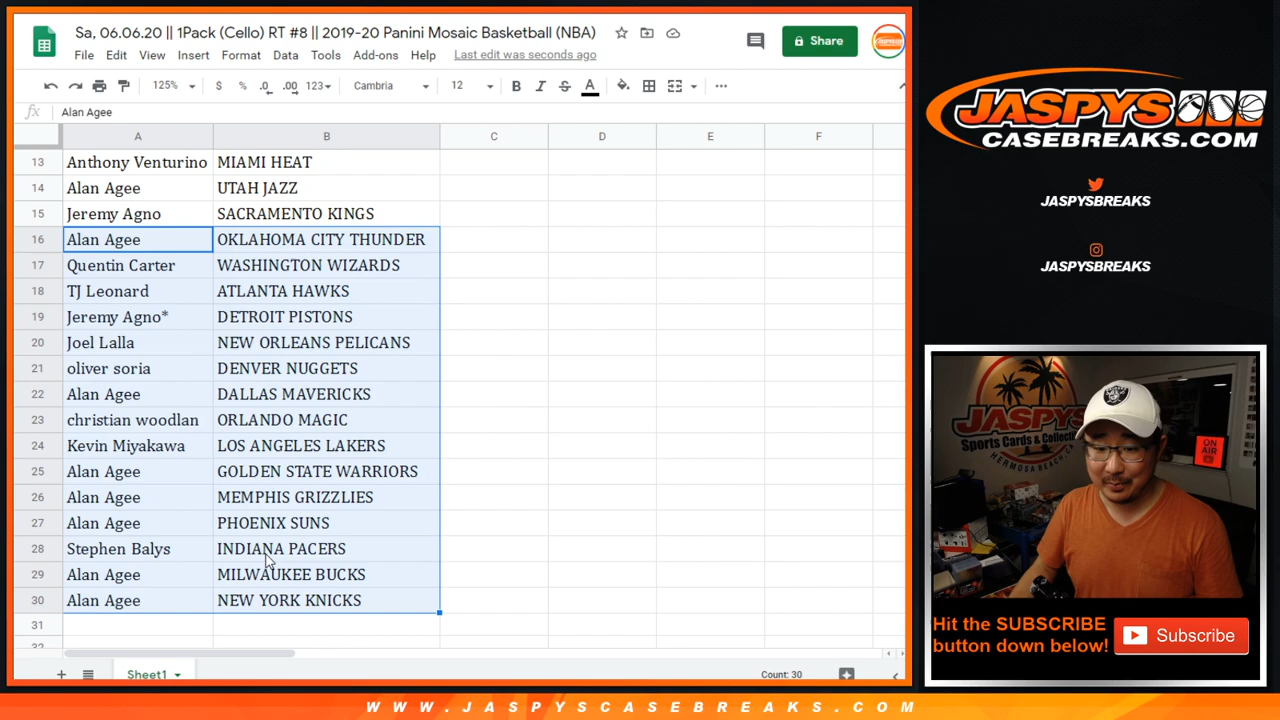 Sa, 06.06.20 || 1Pack (Cello) RT #8 || 2019-20 Panini Mosaic Basketball (NBA)
File Edit View Insert Format Data Tools Add-ons Help Last edit was seconds ago
Share
125% $ % .0 .00 123 Cambria 12 B I S A
fx Alan Agee
A B C D E F
13 Anthony Venturino MIAMI HEAT
14 Alan Agee UTAH JAZZ
15 Jeremy Agno SACRAMENTO KINGS
16 Alan Agee OKLAHOMA CITY THUNDER
17 Quentin Carter WASHINGTON WIZARDS
18 TJ Leonard ATLANTA HAWKS
19 Jeremy Agno* DETROIT PISTONS
20 Joel Lalla NEW ORLEANS PELICANS
21 oliver soria DENVER NUGGETS
22 Alan Agee DALLAS MAVERICKS
23 christian woodlan ORLANDO MAGIC
24 Kevin Miyakawa LOS ANGELES LAKERS
25 Alan Agee GOLDEN STATE WARRIORS
26 Alan Agee MEMPHIS GRIZZLIES
27 Alan Agee PHOENIX SUNS
28 Stephen Balys INDIANA PACERS
29 Alan Agee MILWAUKEE BUCKS
30 Alan Agee NEW YORK KNICKS
31
Sheet1 Count: 30
JASPYS
CASEBREAKS.COM
JASPYSBREAKS
JASPYSBREAKS
JASPYS
Sports Cards & Collectibles
HERMOSA BEACH,
ON AIR
Hit the SUBSCRIBE
button down below!
Subscribe
WWW.JASPYSCASEBREAKS.COM